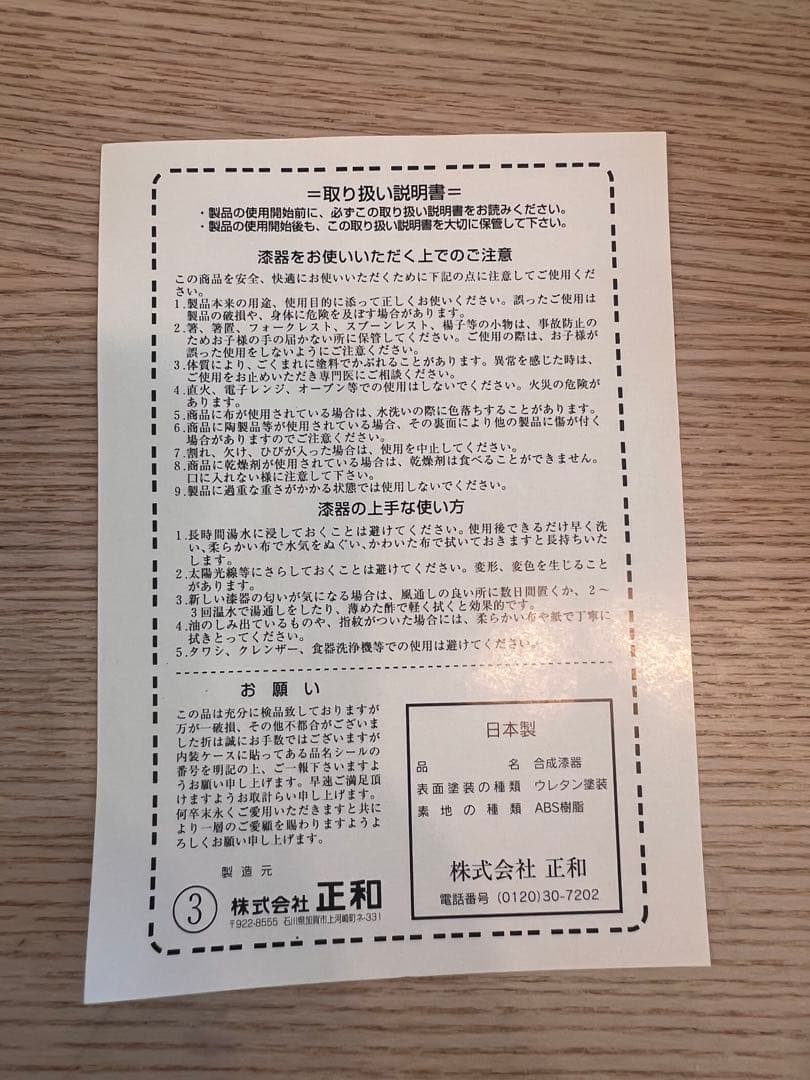 =取り扱い説明書=
・製品の使用開始前に、必ずこの取り扱い説明書をお読みください。
・製品の使用開始後も、この取り扱い説明書を大切に保管して下さい。
漆器をお使いいただく上でのご注意
この商品を安全、快適にお使いいただくために下記の点に注意してご使用くだ
さい。
1.製品本来の用途、使用目的に添って正しくお使いください。誤ったご使用は
製品の破損や、身体に危険を及ぼす場合があります。
2.箸、箸置、フォークレスト、スプーンレスト、楊子等の小物は、事故防止の
ためお子様の手の届かない所に保管してください。ご使用の際は、お子様が
誤った使用をしないようにご注意ください。
3.体質により、ごくまれに塗料でかぶれることがあります。異常を感じた時は、
ご使用をお止めいただき専門医にご相談ください。
4.直火、電子レンジ、オーブン等での使用はしないでください。火災の危険が
あります。
5.商品に布が使用されている場合は、水洗いの際に色落ちすることがあります。
6.商品に陶製品等が使用されている場合、その裏面により他の製品に傷が付く
場合がありますのでご注意ください。
7.割れ、欠け、ひびが入った場合は、使用を中止してください。
8.商品に乾燥剤が使用されている場合は、乾燥剤は食べることができません。
口に入れない様に注意して下さい。
9.製品に過重な重さがかかる状態では使用しないでください。
漆器の上手な使い方
1.長時間湯水に浸しておくことは避けてください。使用後できるだけ早く洗
い、柔らかい布で水気をぬぐい、かわいた布で拭いておきますと長持ちいた
します。
2.太陽光線等にさらしておくことは避けてください。変形、変色を生じること
があります。
3.新しい漆器の匂いが気になる場合は、風通しの良い所に数日間置くか、2〜
3回温水で湯通しをしたり、薄めた酢で軽く拭くと効果的です。
4.油のしみ出ているものや、指紋がついた場合には、柔らかい布や紙で丁寧に
拭きとってください。
5.タワシ、クレンザー、食器洗浄機等での使用は避けてください。
お願い
この品は充分に検品致しておりますが
万が一破損、その他不都合がございま
した折は誠にお手数ではございますが
内装ケースに貼ってある品名シールの
番号を明記の上、ご一報下さいますよ
うお願い申し上げます。早速ご満足頂
けますようお取計らい申し上げます。
何卒末永くご愛用いただきますと共に
より一層のご愛顧を賜わりますようよ
ろしくお願い申し上げます。
製造元
③ 株式会社 正和
〒922-8555 石川県加賀市上河崎町ネ-331
日本製
品名 合成漆器
表面塗装の種類 ウレタン塗装
素地の種類 ABS樹脂
株式会社 正和
電話番号 (0120)30-7202